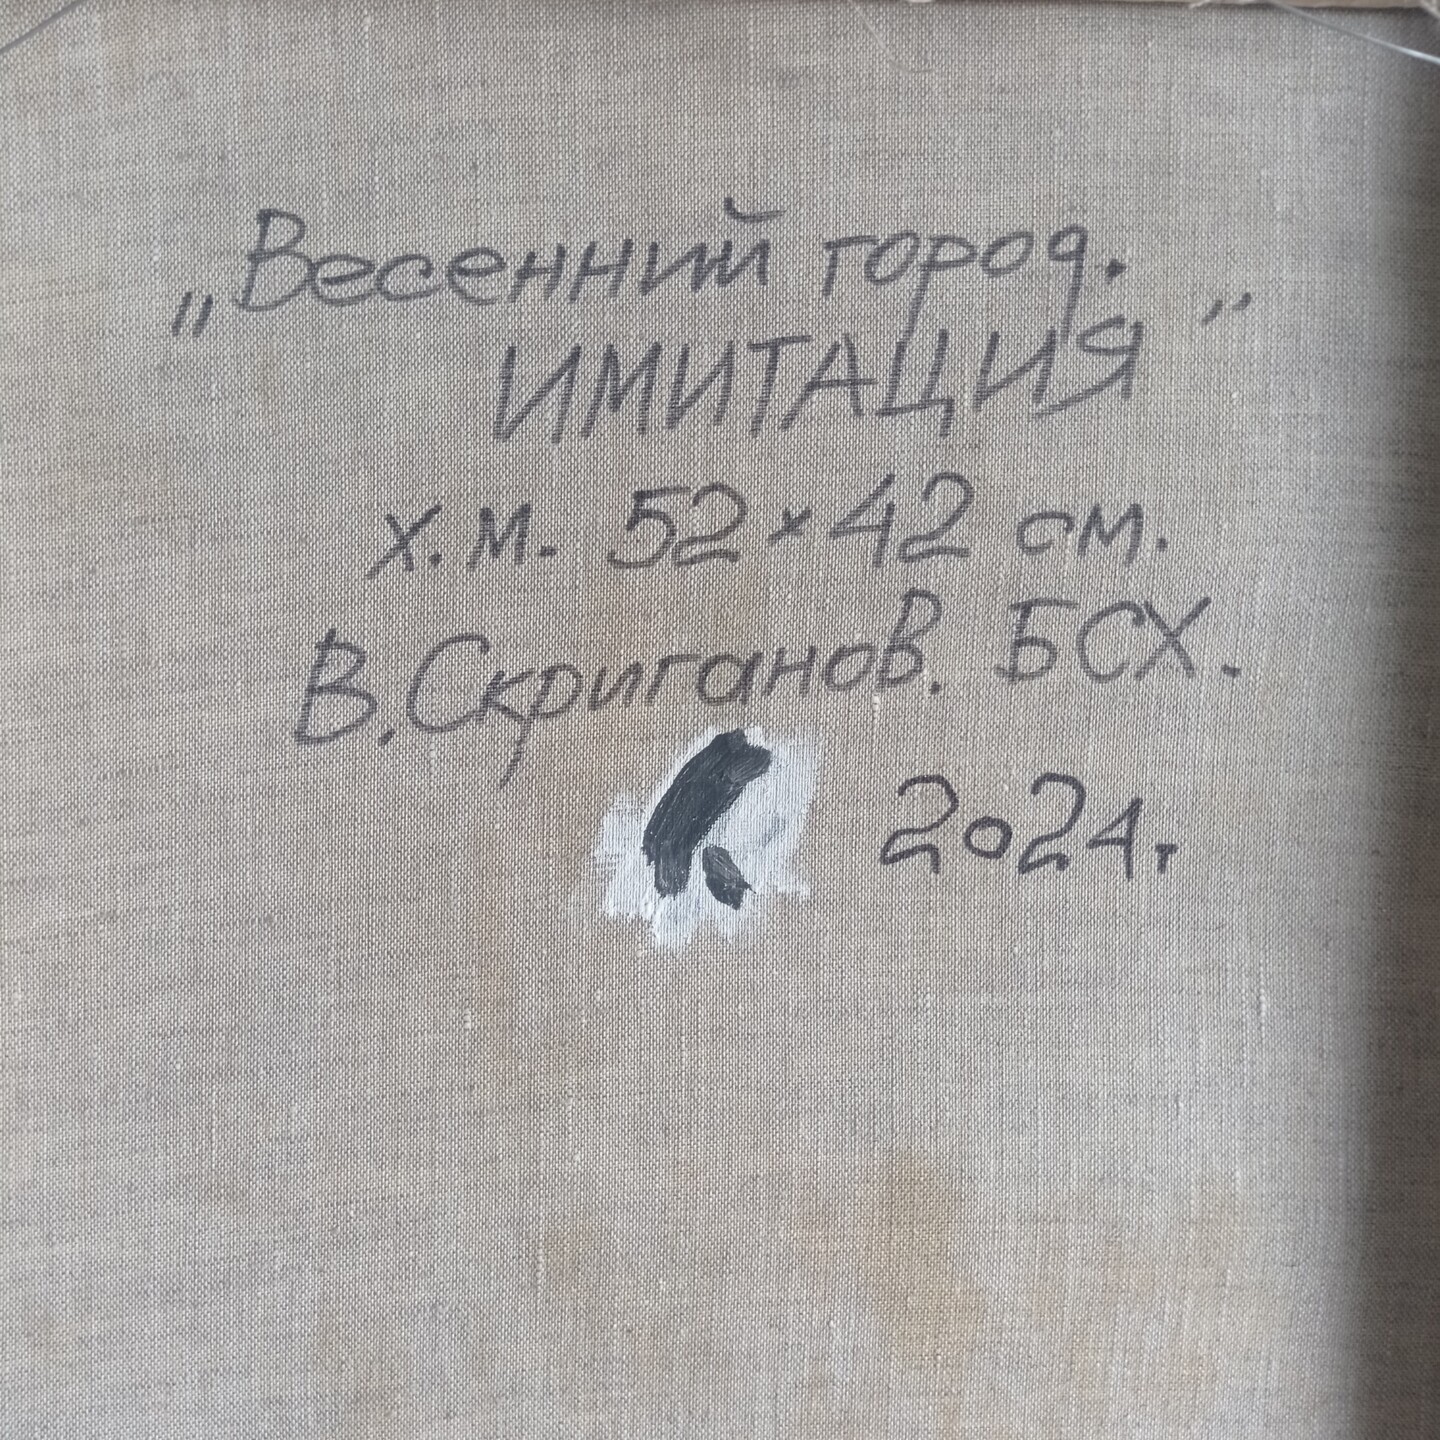 „Весенний город.
ИМИТАЦИЯ”
х.м. 52×42 см.
В.Скриганов. БСХ.
2024г